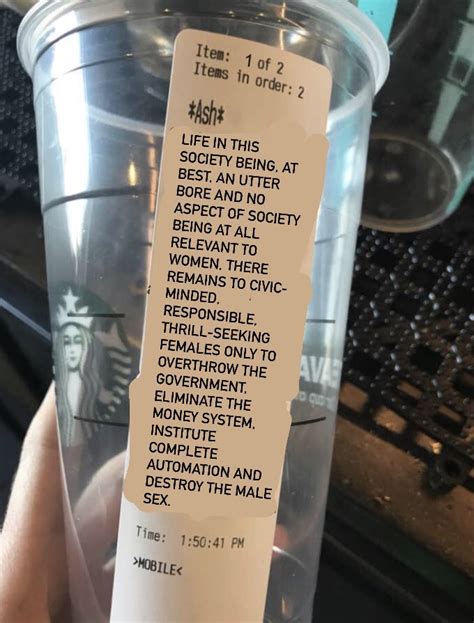 Item: 1 of 2
Items in order: 2
*Ash*
LIFE IN THIS
SOCIETY BEING, AT
BEST, AN UTTER
BORE AND NO
ASPECT OF SOCIETY
BEING AT ALL
RELEVANT TO
WOMEN, THERE
REMAINS TO CIVIC-
MINDED,
RESPONSIBLE,
THRILL-SEEKING
FEMALES ONLY TO
OVERTHROW THE
GOVERNMENT,
ELIMINATE THE
MONEY SYSTEM,
INSTITUTE
COMPLETE
AUTOMATION AND
DESTROY THE MALE
SEX.
Time: 1:50:41 PM
>MOBILE<